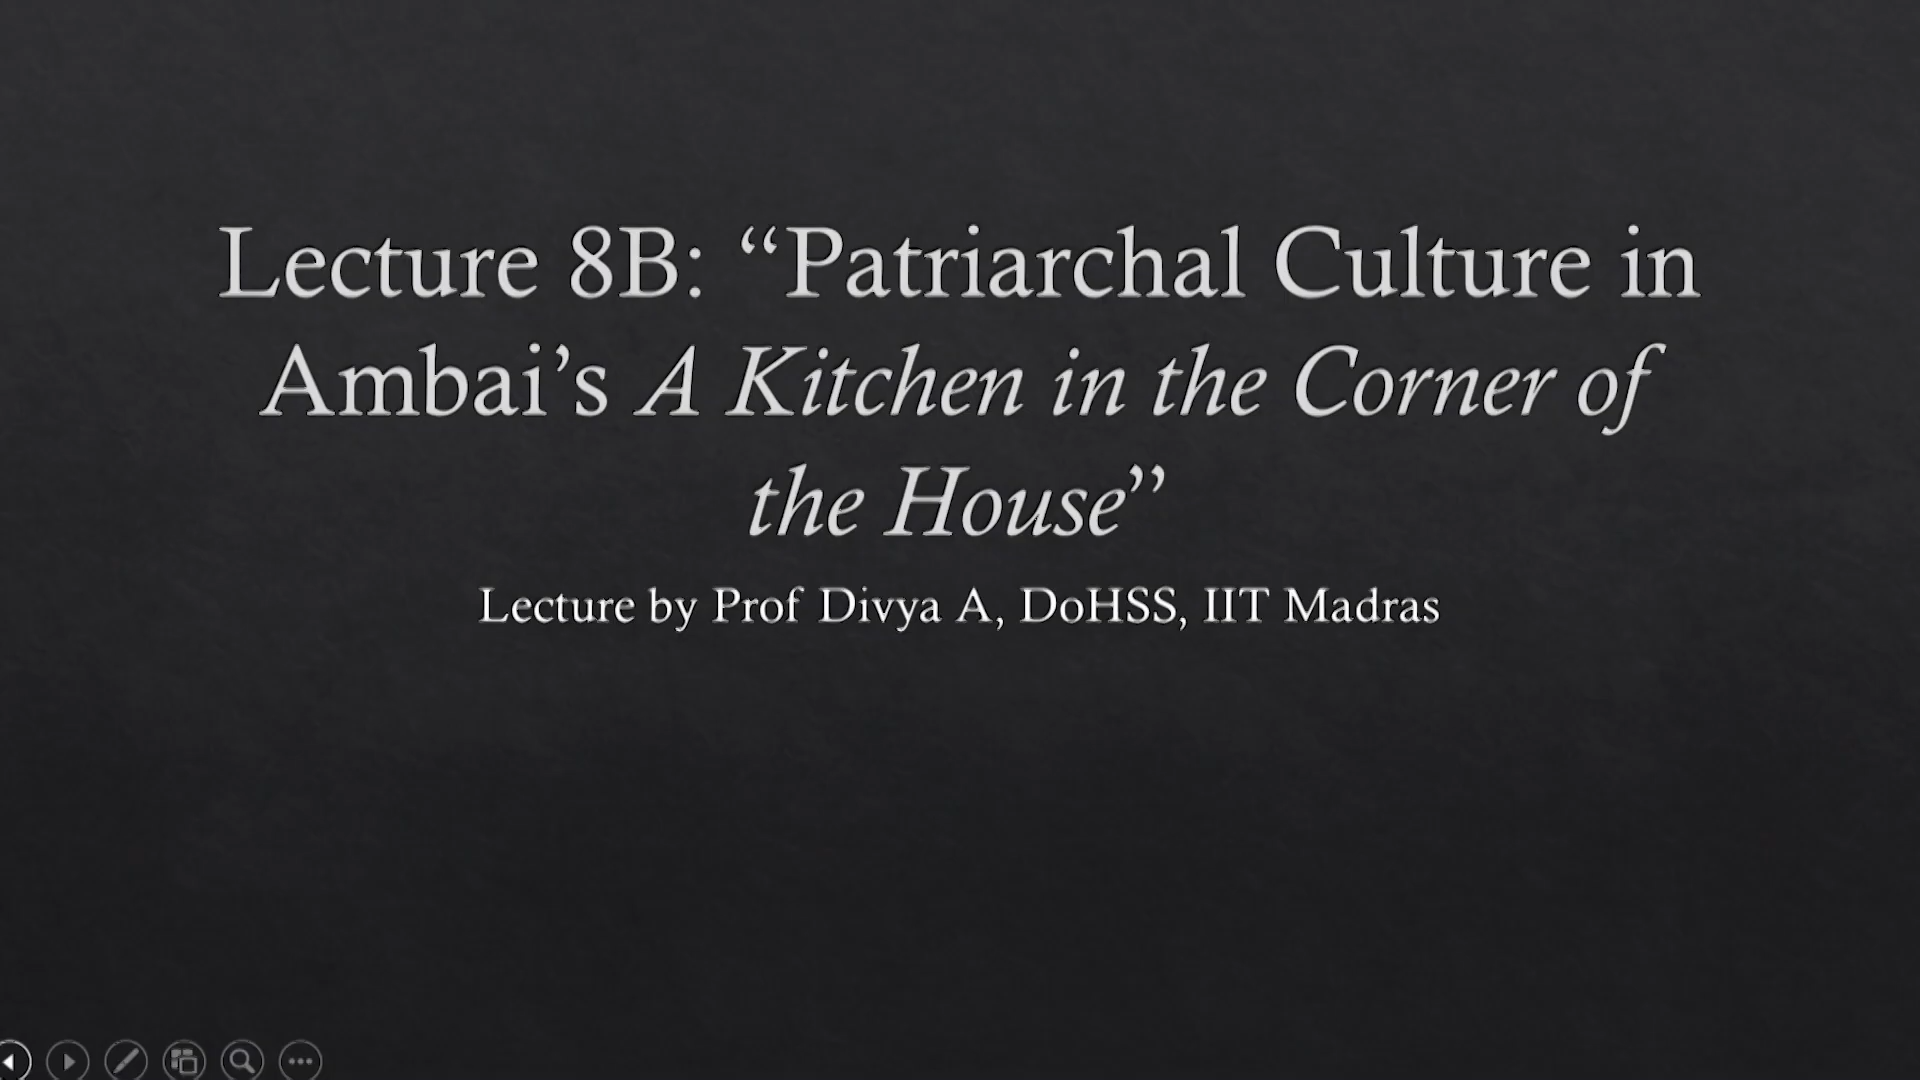 Lecture 8B: “Patriarchal Culture in
Ambai’s A Kitchen in the Corner of
the House”
Lecture by Prof Divya A, DoHSS, IIT Madras